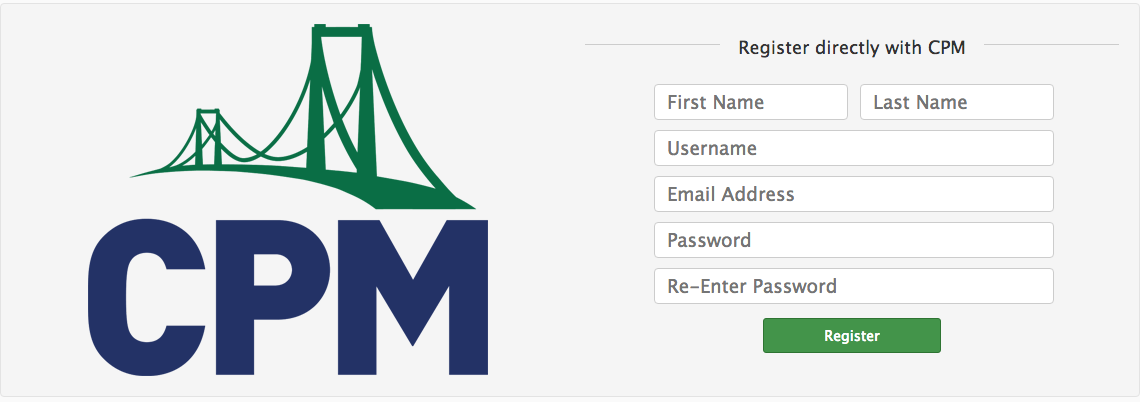 CPM
Register directly with CPM
First Name
Last Name
Username
Email Address
Password
Re-Enter Password
Register